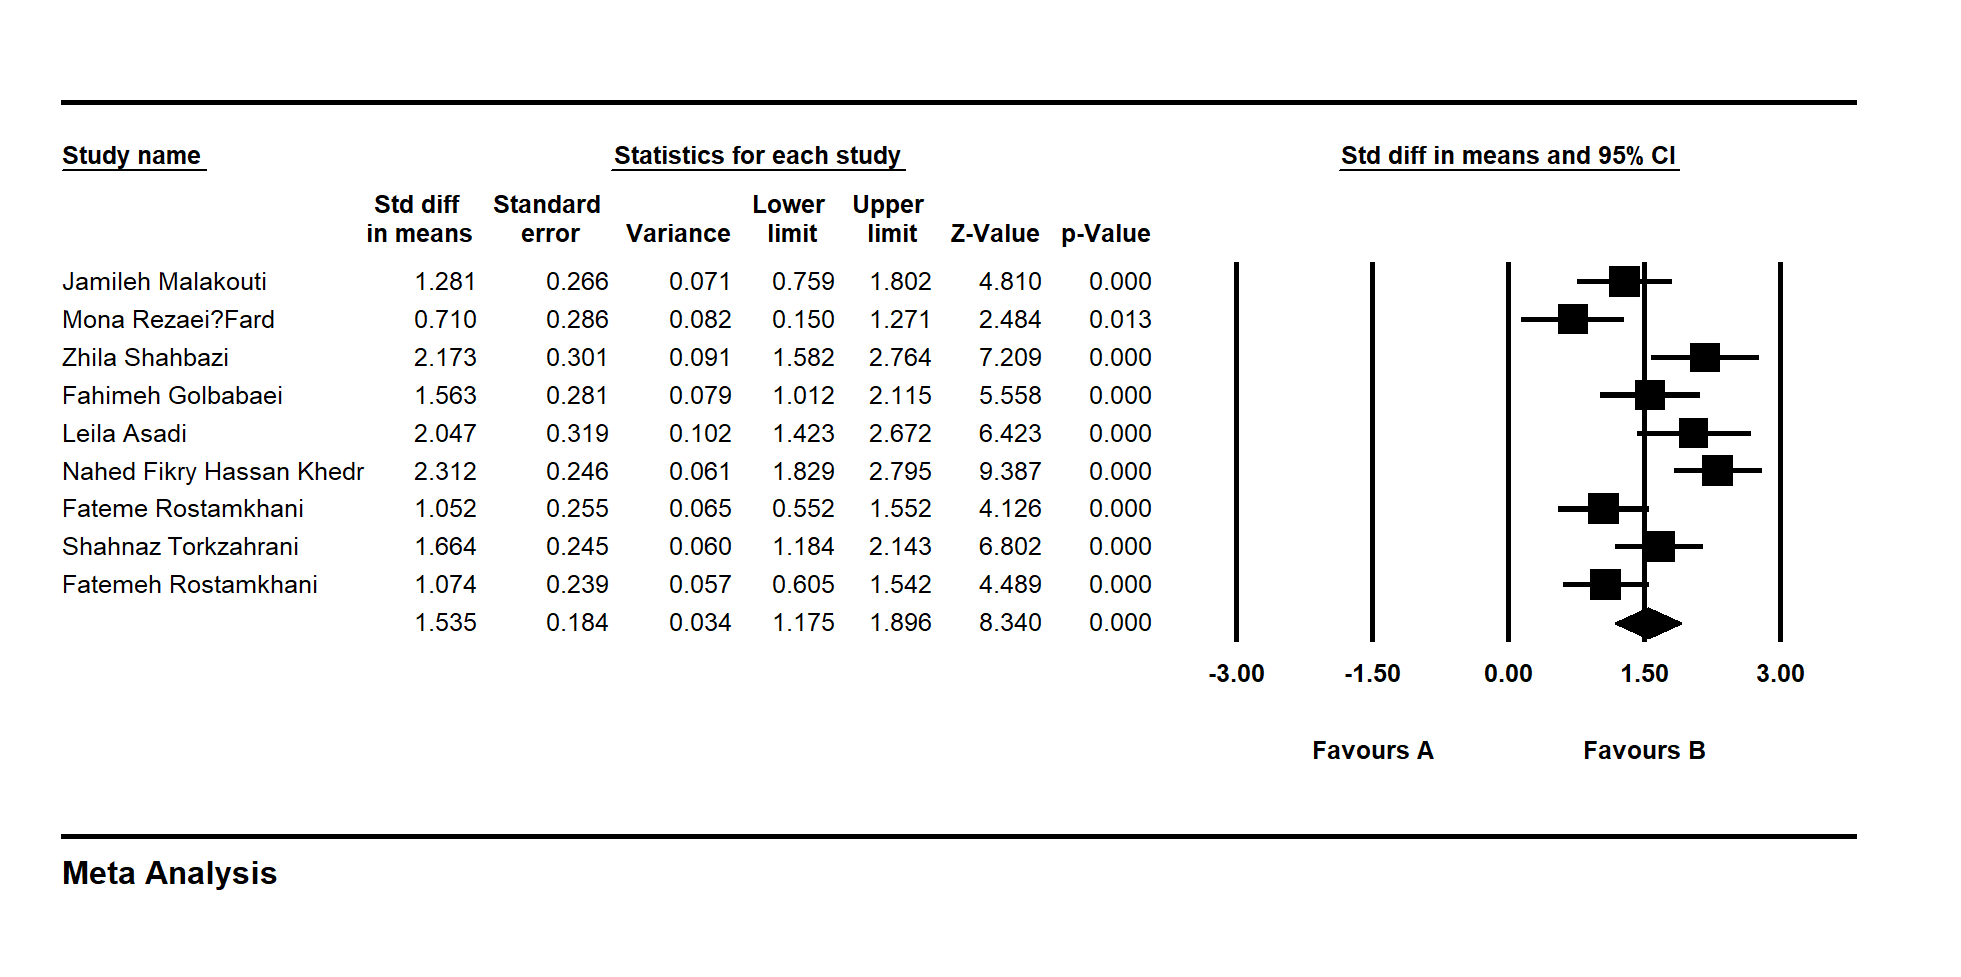 Study name Statistics for each study Std diff in means and 95% CI
Std diff Standard Lower Upper
in means error Variance limit limit Z-Value p-Value
Jamileh Malakouti 1.281 0.266 0.071 0.759 1.802 4.810 0.000
Mona Rezaei?Fard 0.710 0.286 0.082 0.150 1.271 2.484 0.013
Zhila Shahbazi 2.173 0.301 0.091 1.582 2.764 7.209 0.000
Fahimeh Golbabaei 1.563 0.281 0.079 1.012 2.115 5.558 0.000
Leila Asadi 2.047 0.319 0.102 1.423 2.672 6.423 0.000
Nahed Fikry Hassan Khedr 2.312 0.246 0.061 1.829 2.795 9.387 0.000
Fateme Rostamkhani 1.052 0.255 0.065 0.552 1.552 4.126 0.000
Shahnaz Torkzahrani 1.664 0.245 0.060 1.184 2.143 6.802 0.000
Fatemeh Rostamkhani 1.074 0.239 0.057 0.605 1.542 4.489 0.000
1.535 0.184 0.034 1.175 1.896 8.340 0.000
-3.00 -1.50 0.00 1.50 3.00
Favours A Favours B
Meta Analysis